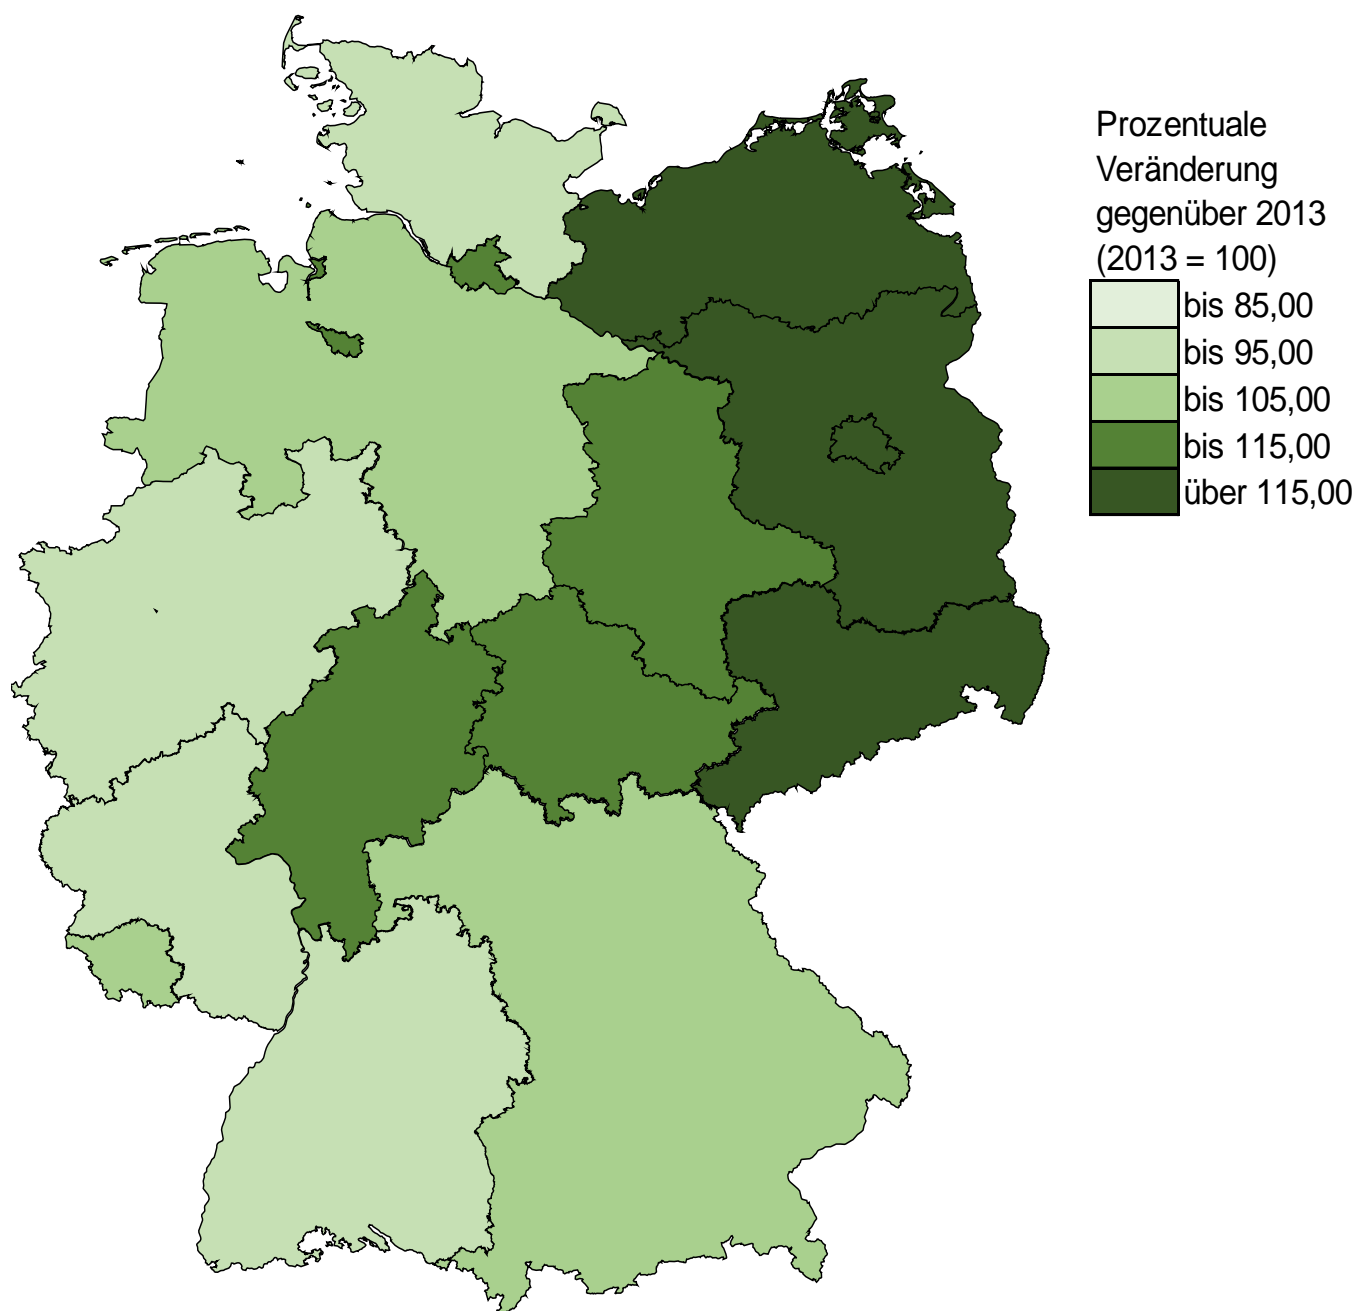 Prozentuale
Veränderung
gegenüber 2013
(2013 = 100)
bis 85,00
bis 95,00
bis 105,00
bis 115,00
über 115,00